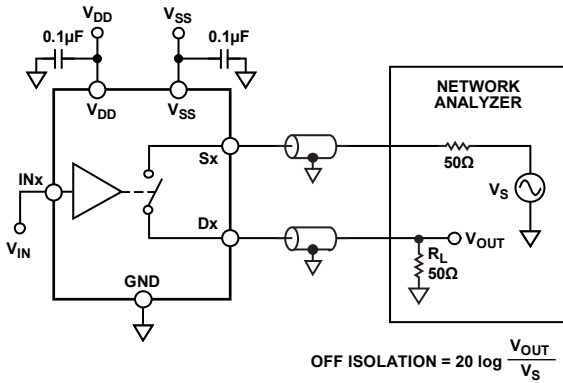 VDD VSS
0.1µF 0.1µF
VDD VSS
NETWORK
ANALYZER
Sx
50Ω
INx
VS
Dx
VOUT
VIN
RL
50Ω
GND
OFF ISOLATION = 20 log VOUT
VS